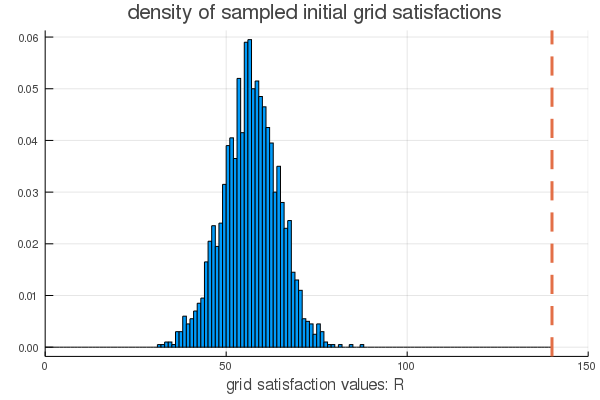 density of sampled initial grid satisfactions
0.06
0.05
0.04
0.03
0.02
0.01
0.00
0 50 100 150
grid satisfaction values: R